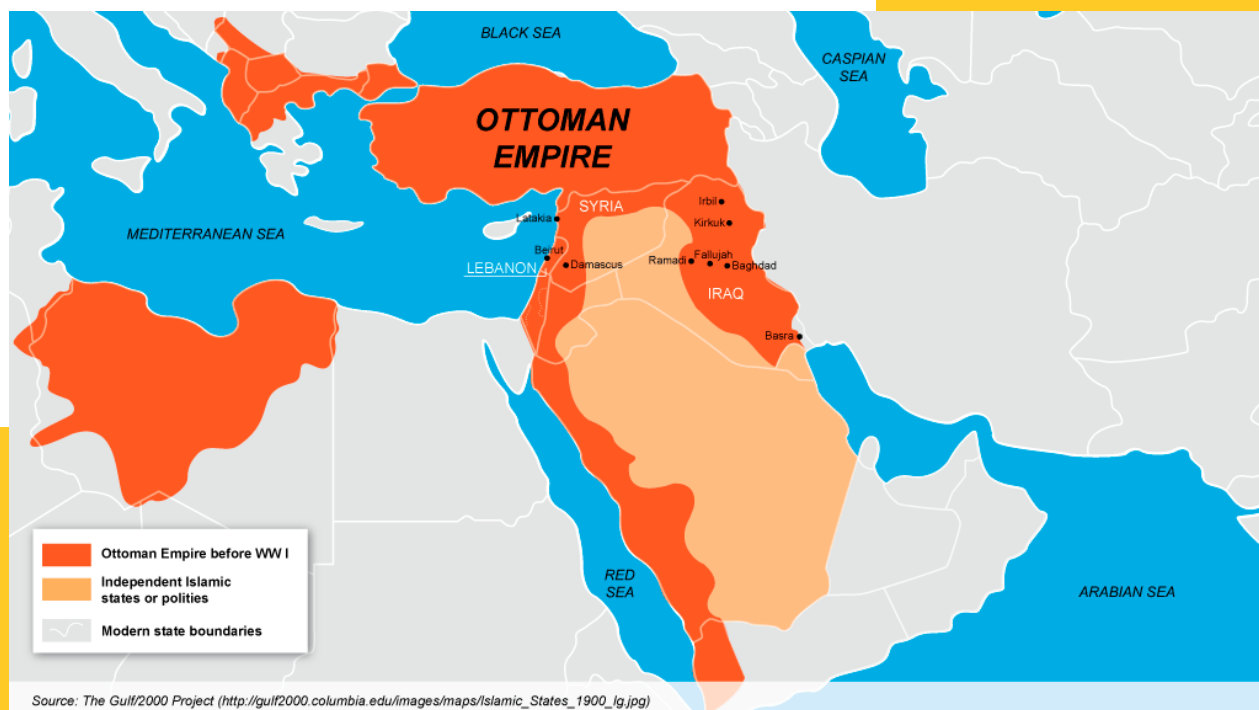 BLACK SEA
CASPIAN
SEA
OTTOMAN
EMPIRE
MEDITERRANEAN SEA
SYRIA
Latakia
Irbil
Kirkuk
Beirut
LEBANON
Damascus
Ramadi
Fallujah
Baghdad
IRAQ
Basra
RED
SEA
ARABIAN SEA
Ottoman Empire before WW I
Independent Islamic
states or polities
Modern state boundaries
Source: The Gulf/2000 Project (http://gulf2000.columbia.edu/images/maps/Islamic_States_1900_lg.jpg)